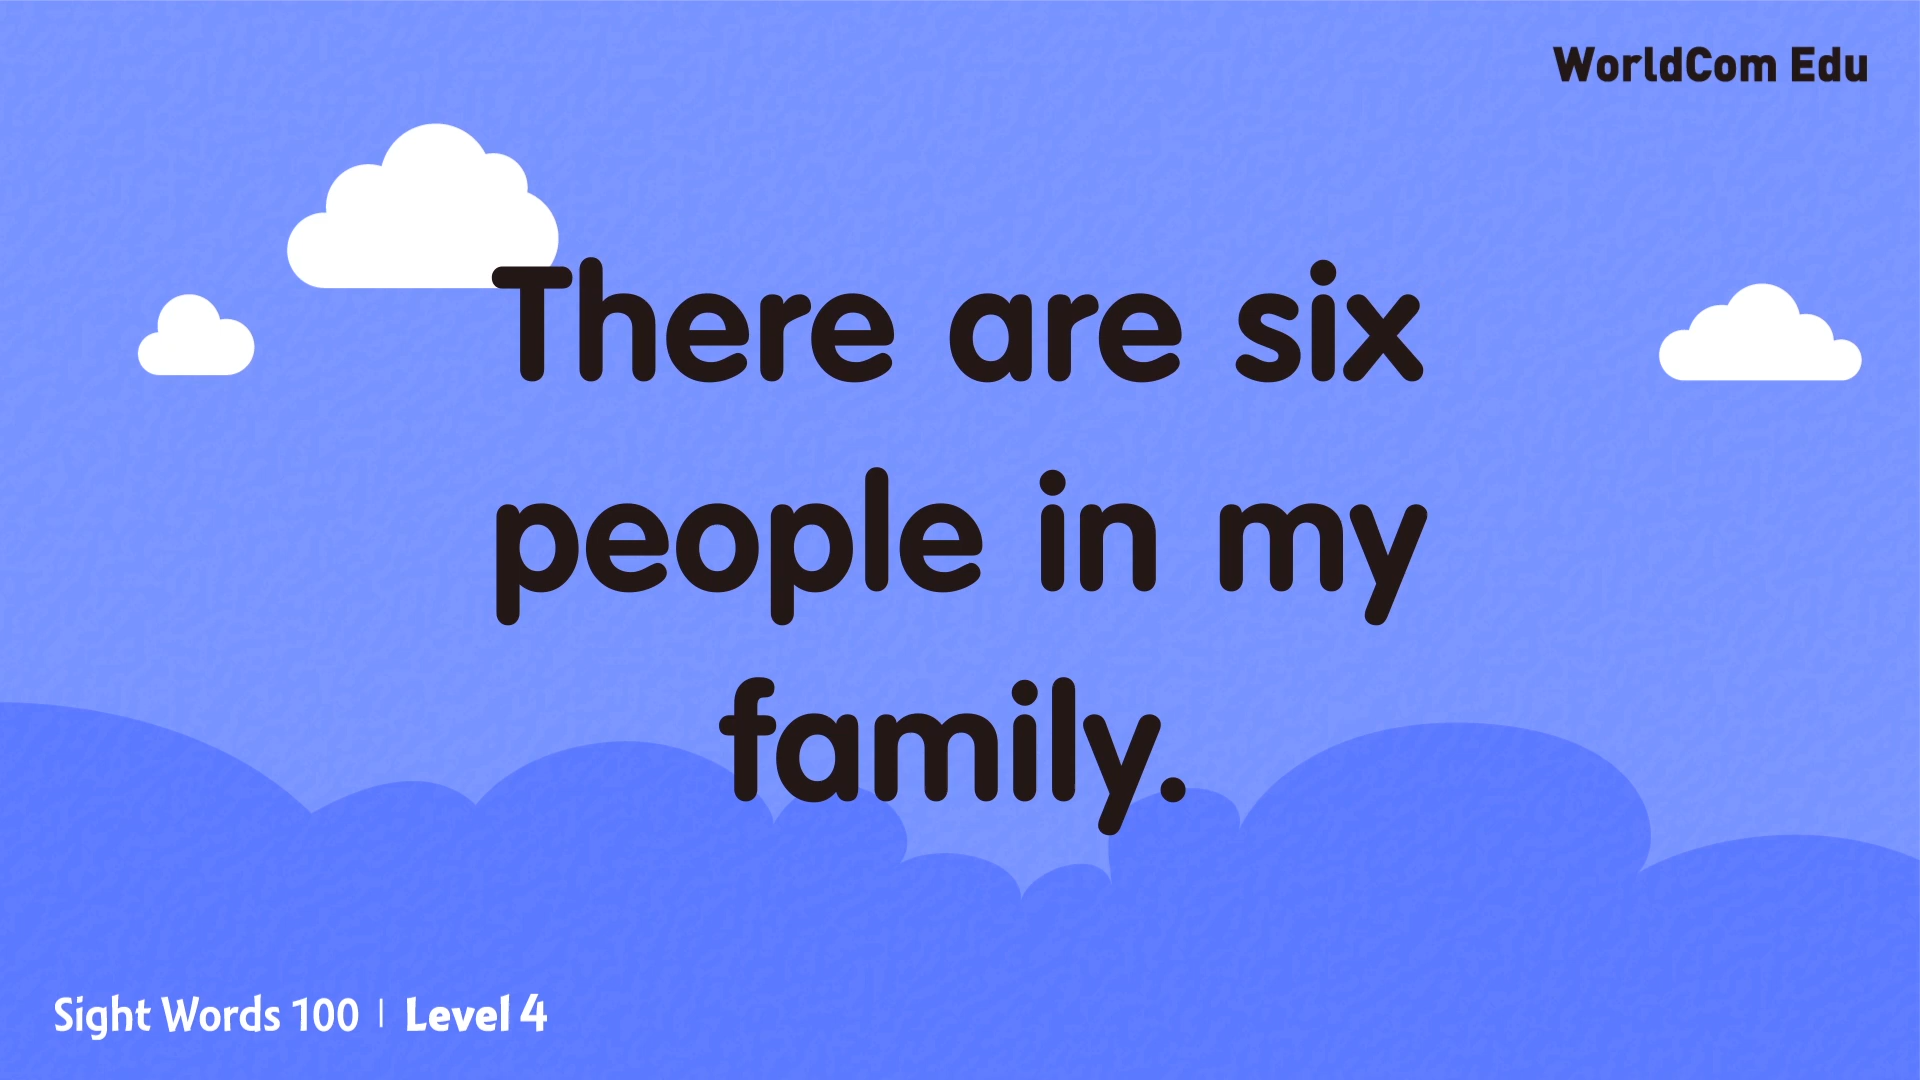 WorldCom Edu
There are six
people in my
family.
Sight Words 100 | Level 4